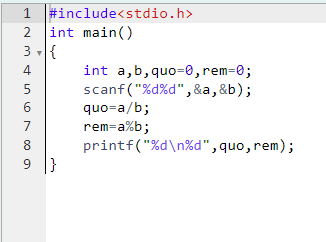 1 #include<stdio.h>
2 int main()
3 {
4 int a,b,quo=0,rem=0;
5 scanf("%d%d",&a,&b);
6 quo=a/b;
7 rem=a%b;
8 printf("%d\n%d",quo,rem);
9 }